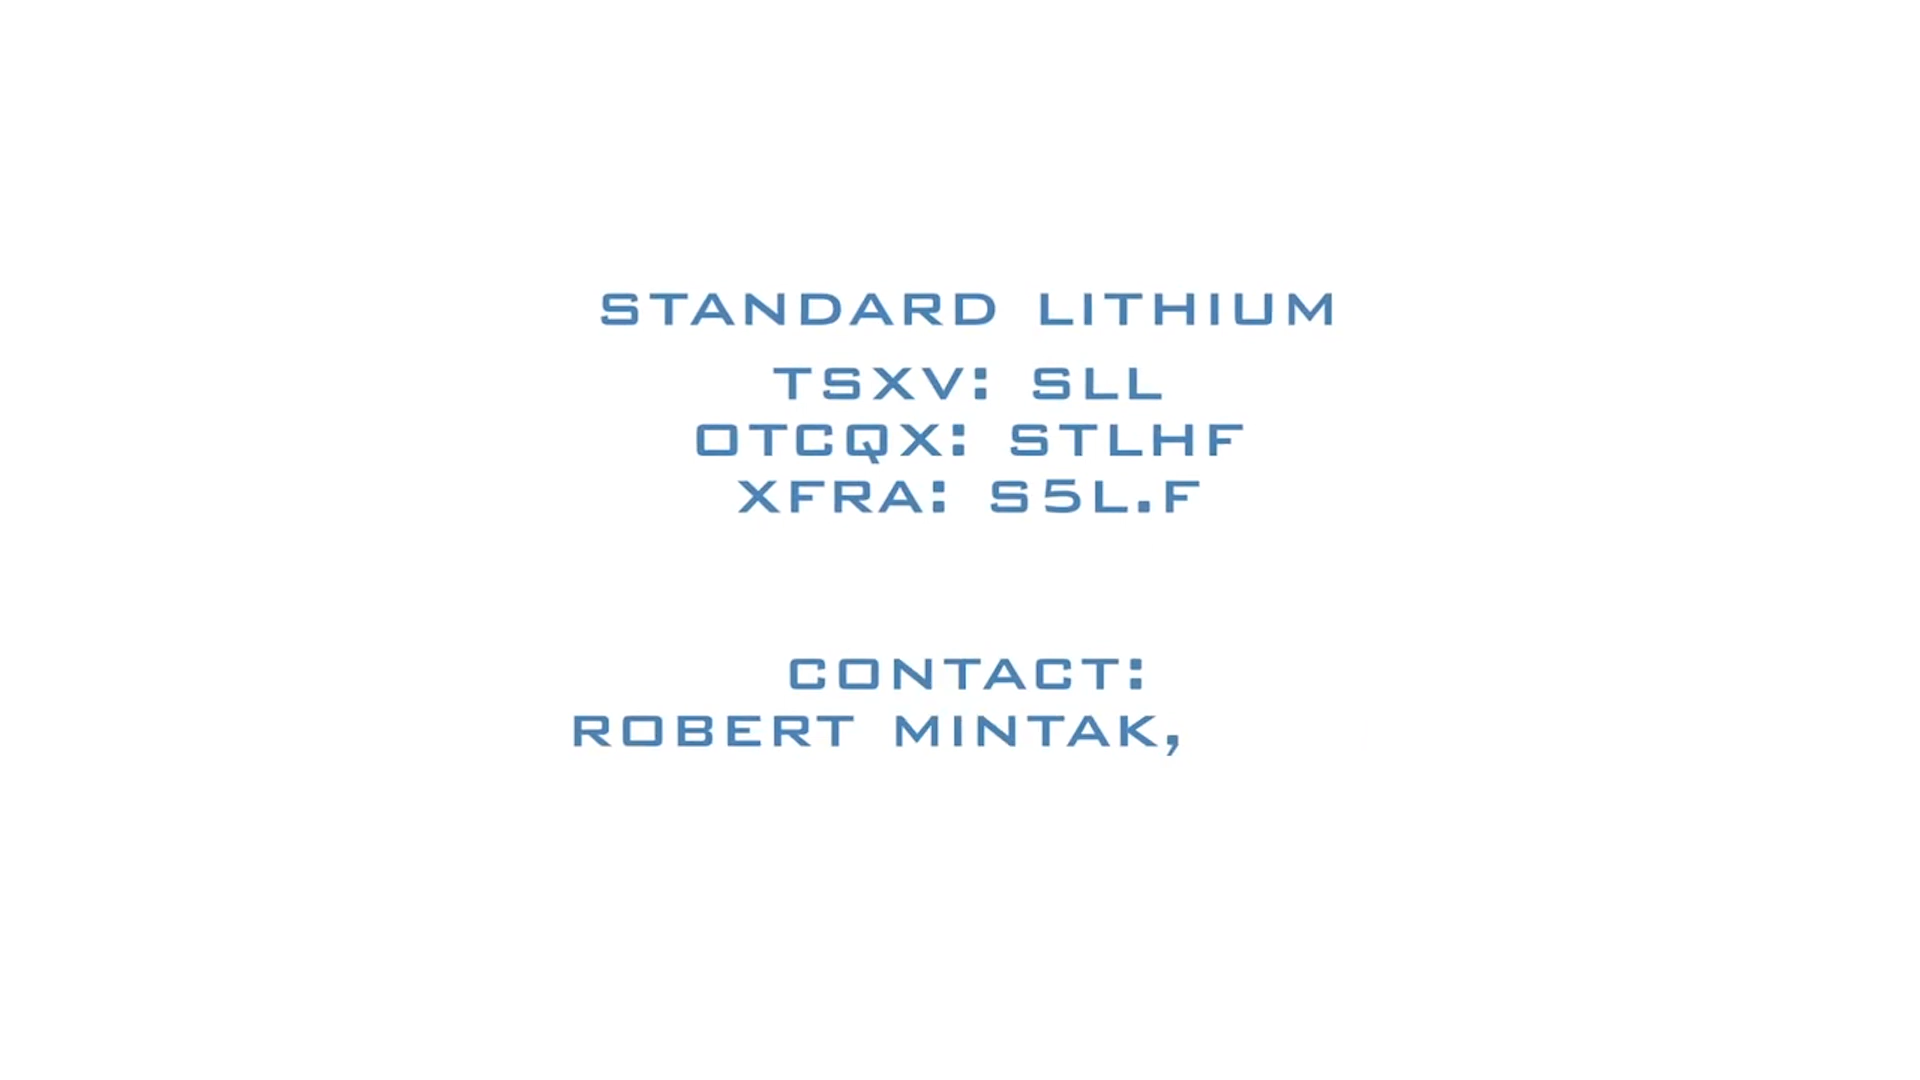 STANDARD LITHIUM
TSXV: SLL
OTCQX: STLHF
XFRA: S5L.F
CONTACT:
ROBERT MINTAK,